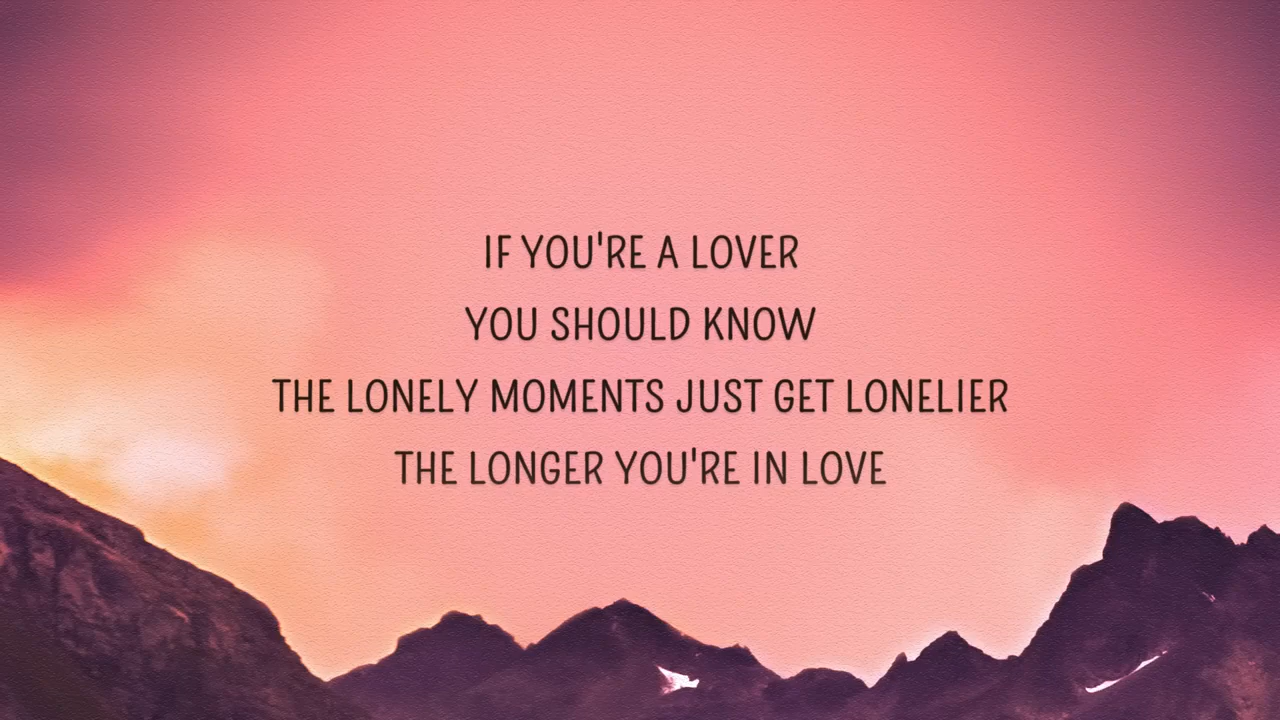 IF YOU'RE A LOVER
YOU SHOULD KNOW
THE LONELY MOMENTS JUST GET LONELIER
THE LONGER YOU'RE IN LOVE